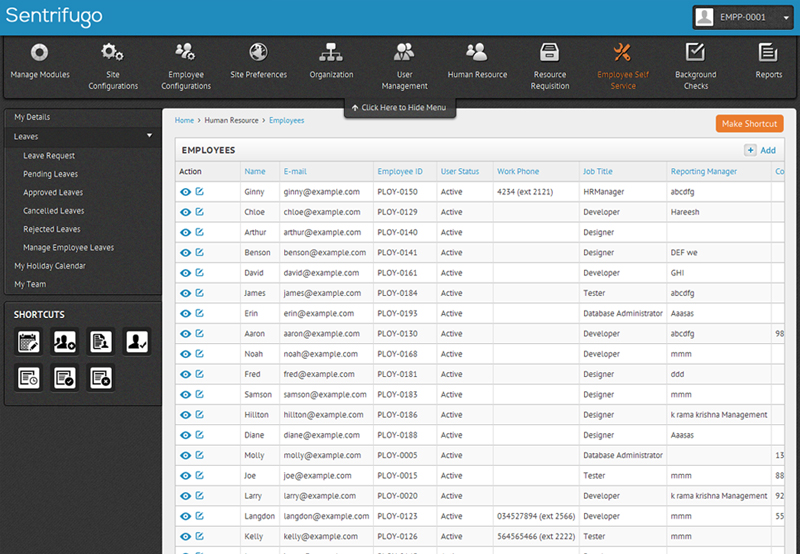 Sentrifugo
EMPP-0001
Manage Modules
Site Configurations
Employee Configurations
Site Preferences
Organization
User Management
Human Resource
Resource Requisition
Employee Self Service
Background Checks
Reports
Click Here to Hide Menu
My Details
Leaves
Leave Request
Pending Leaves
Approved Leaves
Cancelled Leaves
Rejected Leaves
Manage Employee Leaves
My Holiday Calendar
My Team
SHORTCUTS
Home > Human Resource > Employees
Make Shortcut
EMPLOYEES
Add
Action Name E-mail Employee ID User Status Work Phone Job Title Reporting Manager Co
Ginny ginny@example.com PLOY-0150 Active 4234 (ext 2121) HRManager abcdfg
Chloe chloe@example.com PLOY-0129 Active Developer Hareesh
Arthur arthur@example.com PLOY-0140 Active Designer
Benson benson@example.com PLOY-0141 Active Designer DEF we
David david@example.com PLOY-0161 Active Developer GHI
James james@example.com PLOY-0184 Active Tester abcdfg
Erin erin@example.com PLOY-0193 Active Database Administrator Aaasas
Aaron aaron@example.com PLOY-0130 Active Developer abcdfg 98
Noah noah@example.com PLOY-0168 Active Developer mmm
Fred fred@example.com PLOY-0181 Active Designer ddd
Samson samson@example.com PLOY-0183 Active Designer mmm
Hillton hillton@example.com PLOY-0186 Active Designer k rama krishna Management
Diane diane@example.com PLOY-0188 Active Designer Aaasas
Molly molly@example.com PLOY-0005 Active Database Administrator 13
Joe joe@example.com PLOY-0015 Active Tester mmm 88
Larry larry@example.com PLOY-0020 Active Developer k rama krishna Management 92
Langdon langdon@example.com PLOY-0123 Active 034527894 (ext 2566) Developer mmm 55
Kelly kelly@example.com PLOY-0126 Active 564565466 (ext 2222) Tester mmm